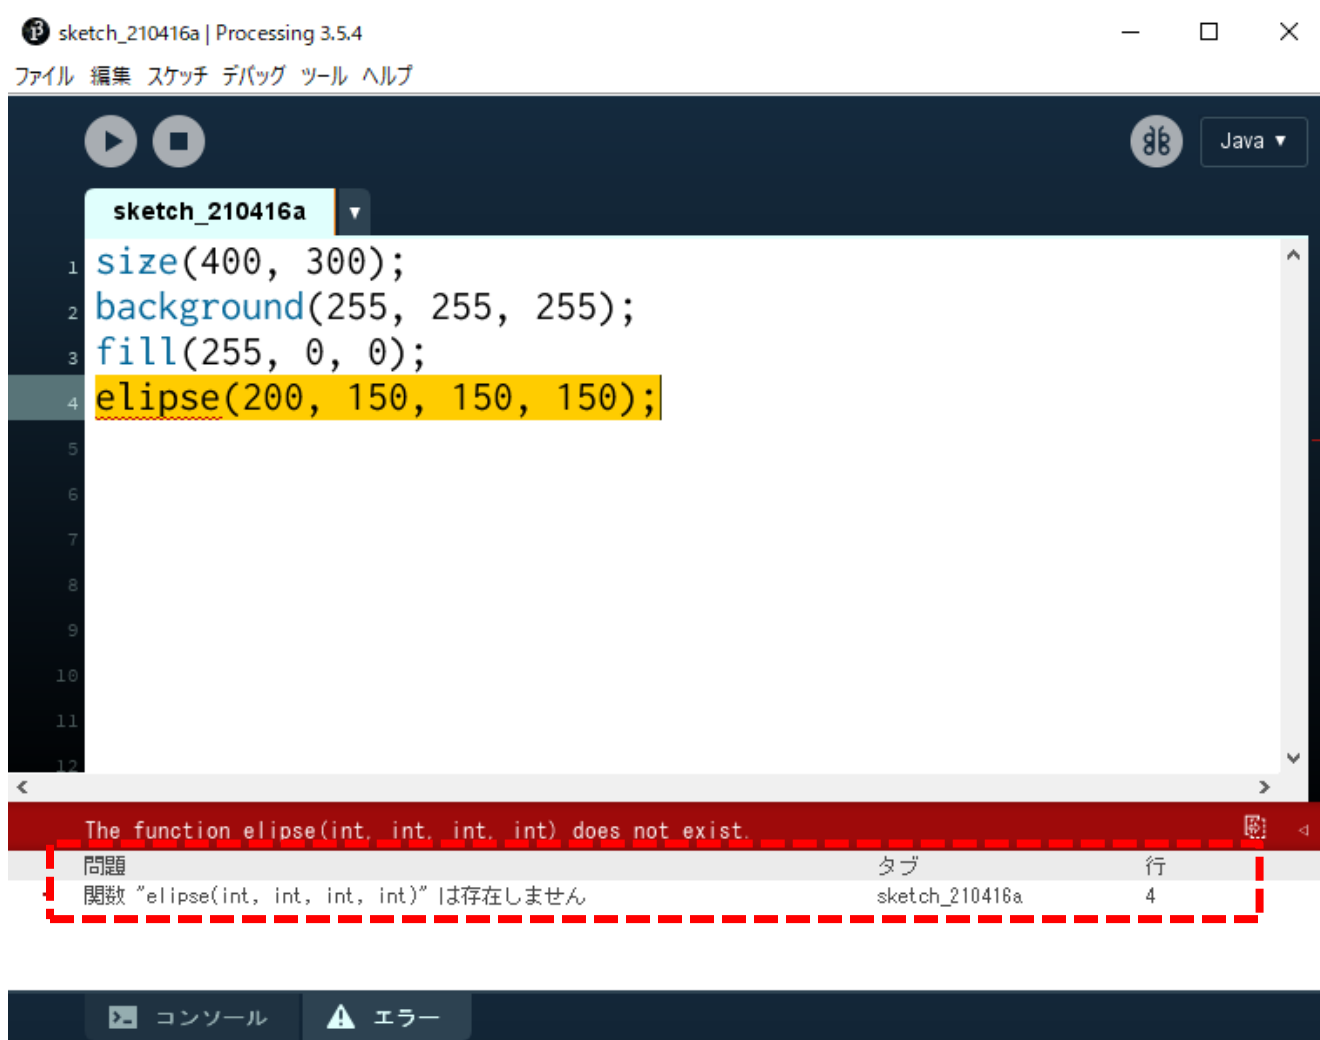 sketch_210416a | Processing 3.5.4
ファイル 編集 スケッチ デバッグ ツール ヘルプ
Java ▼
sketch_210416a ▼
1 size(400, 300);
2 background(255, 255, 255);
3 fill(255, 0, 0);
4 elipse(200, 150, 150, 150);
5
6
7
8
9
10
11
12
The function elipse(int, int, int, int) does not exist.
問題 タブ 行
関数 "elipse(int, int, int, int)" は存在しません sketch_210416a 4
コンソール エラー